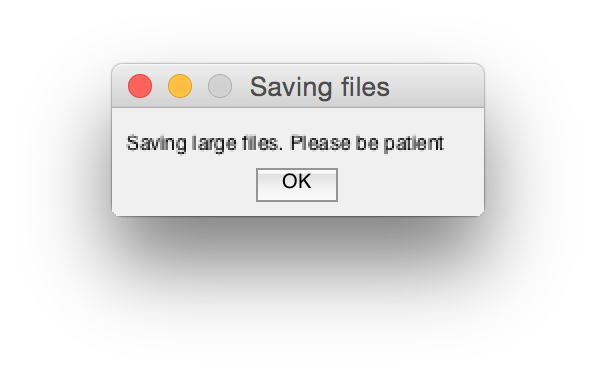 Saving files
Saving large files. Please be patient
OK